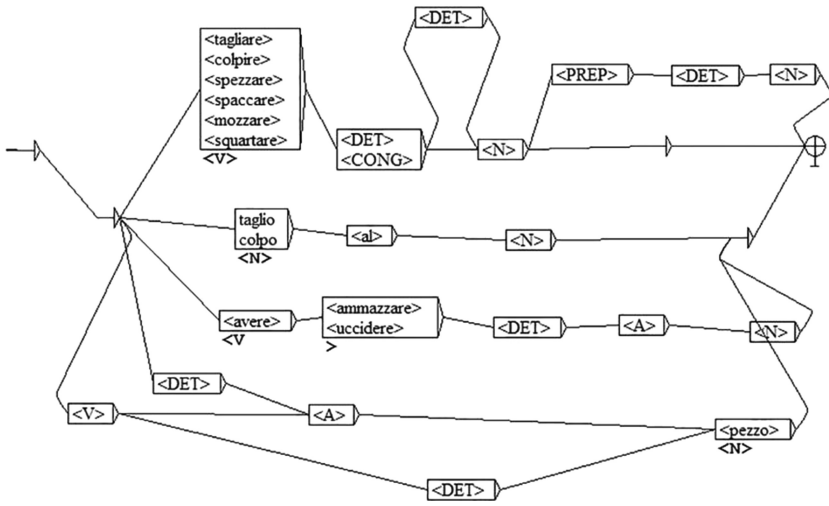 <DET>
<tagliare>
<colpire>
<spezzare>
<spaccare>
<mozzare>
<squartare>
<V>
<DET>
<CONG>
<N>
<PREP>
<DET>
<N>
taglio
colpo
<N>
<al>
<N>
<avere>
<V
<ammazzare>
<uccidere>
>
<DET>
<A>
<N>
<DET>
<V>
<A>
<pezzo>
<N>
<DET>